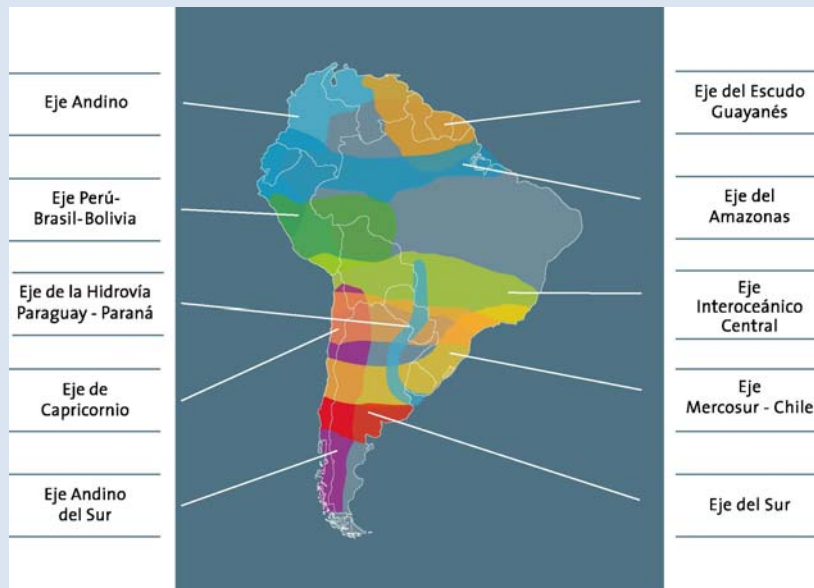 Eje Andino
Eje Perú-
Brasil-Bolivia
Eje de la Hidrovía
Paraguay - Paraná
Eje de
Capricornio
Eje Andino
del Sur
Eje del Escudo
Guayanés
Eje del
Amazonas
Eje
Interoceánico
Central
Eje
Mercosur - Chile
Eje del Sur